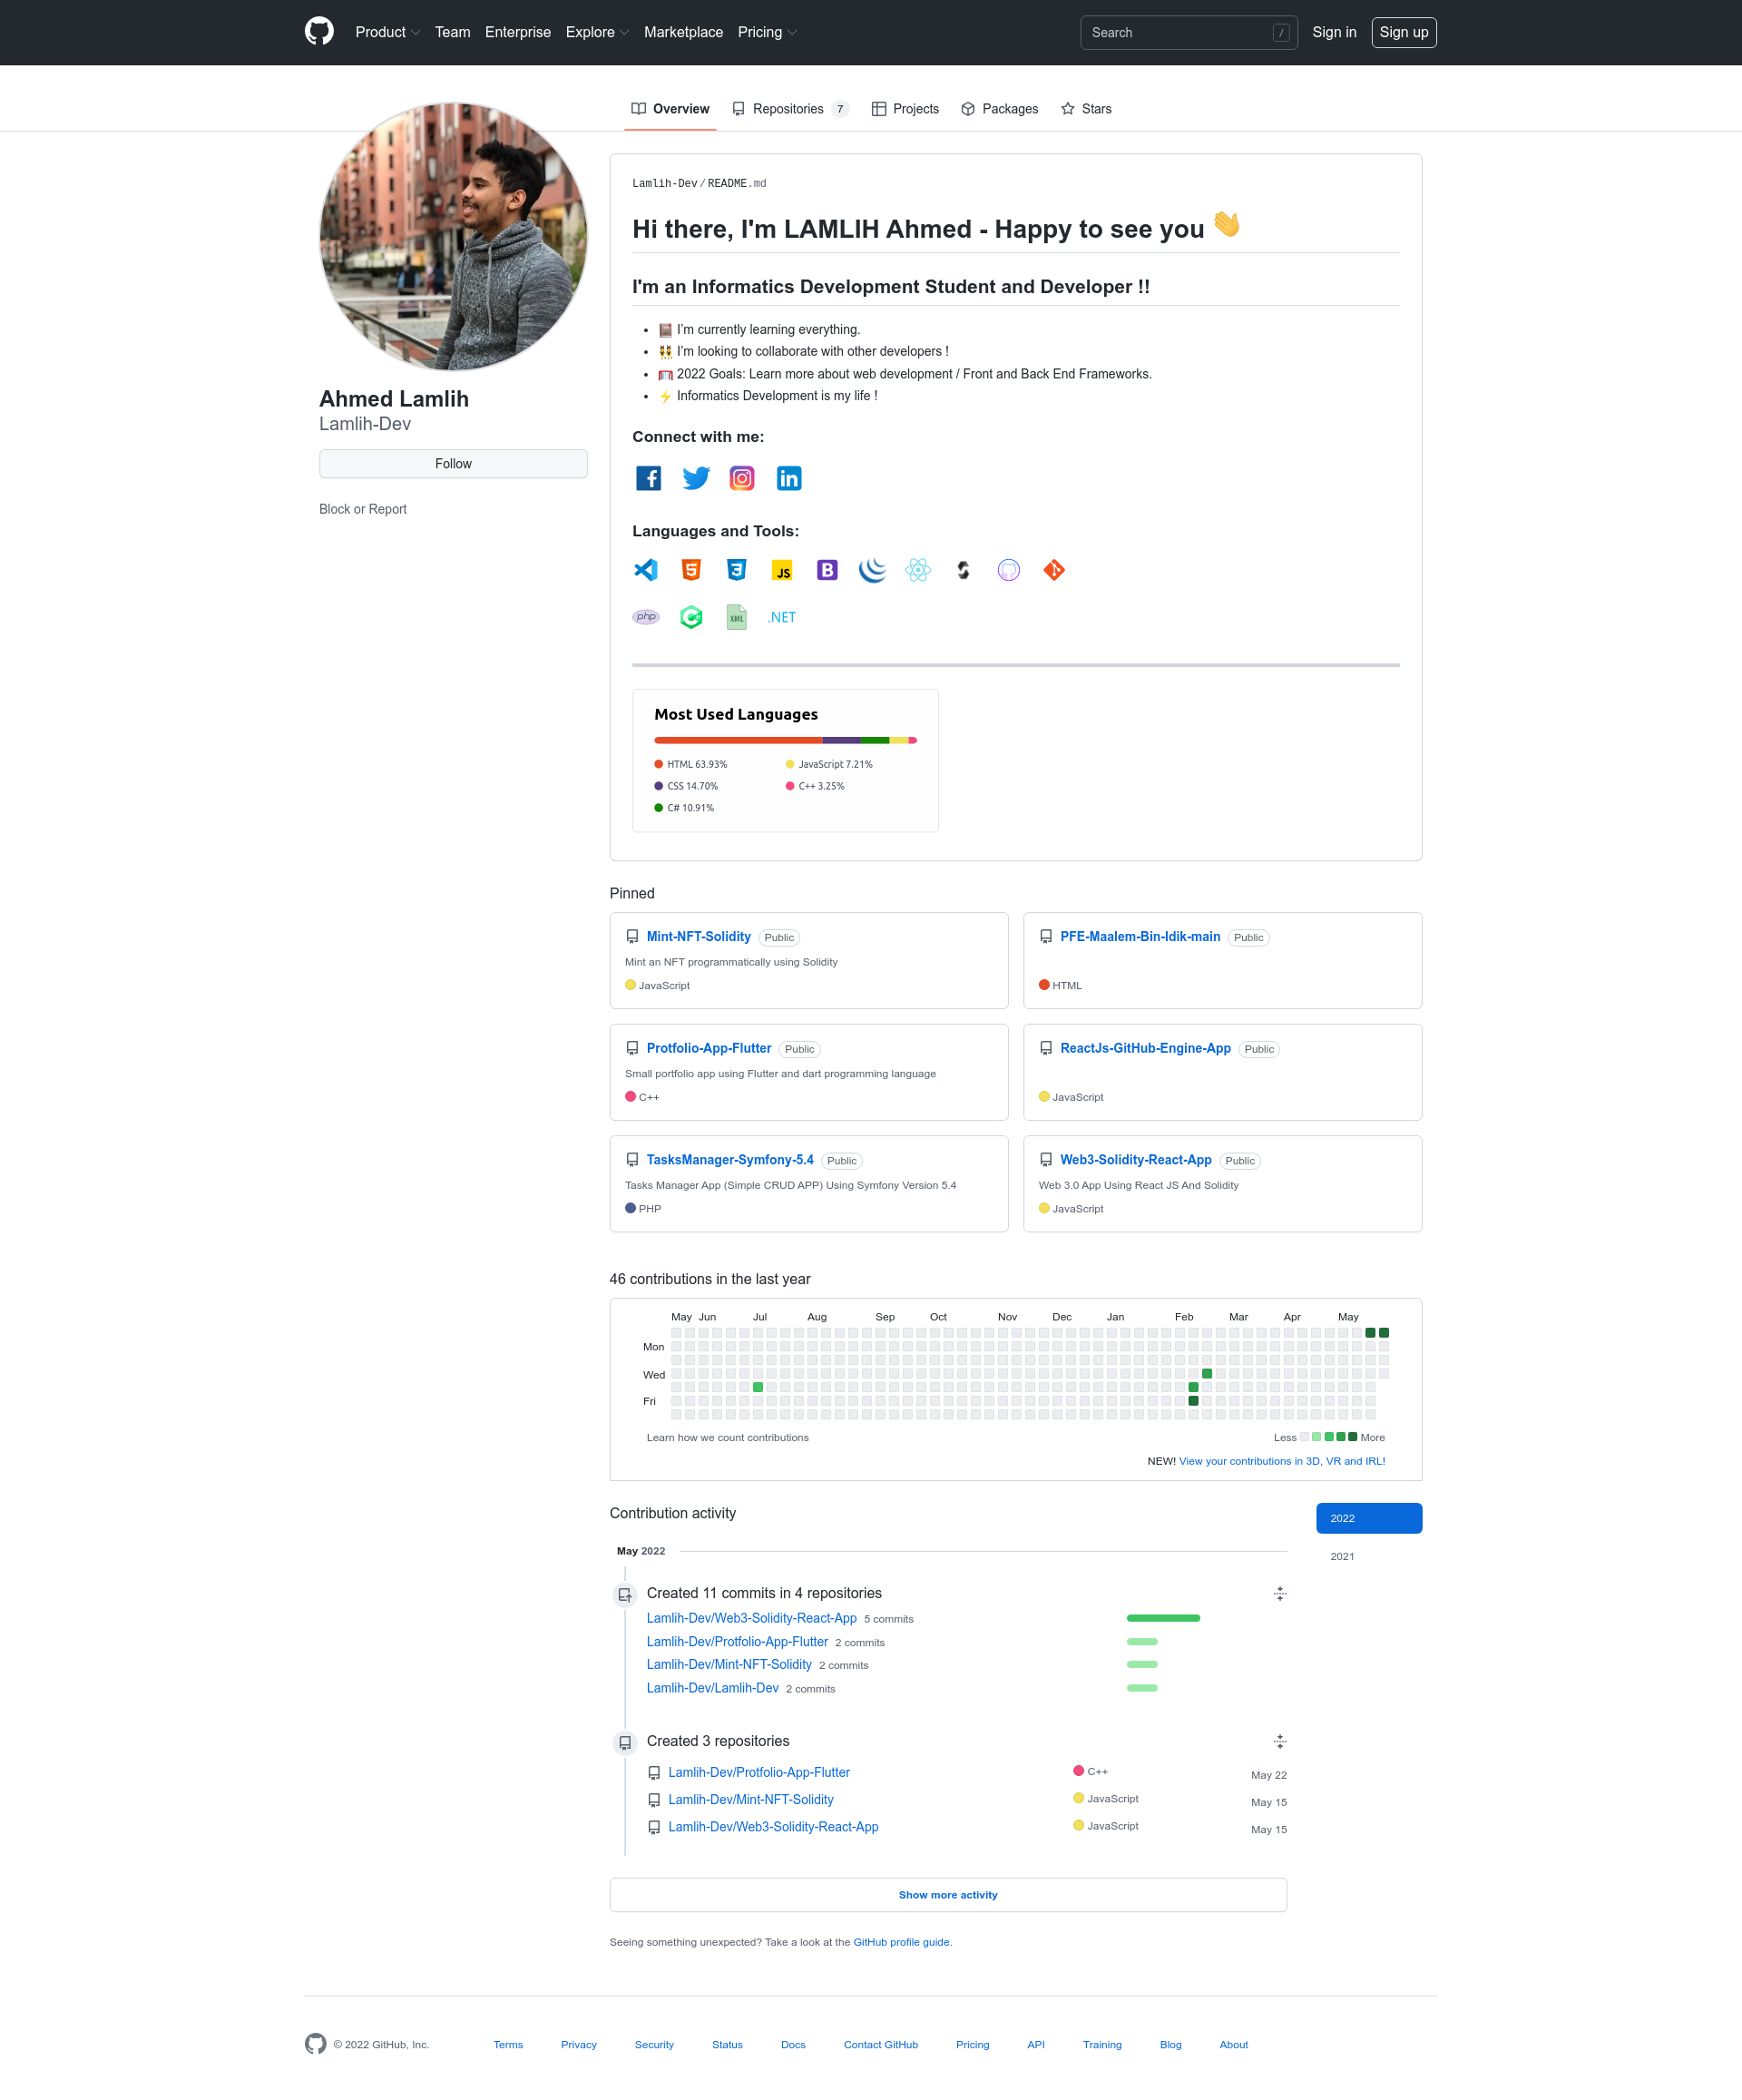 Product Team Enterprise Explore Marketplace Pricing Search / Sign in Sign up
Overview Repositories 7 Projects Packages Stars
Ahmed Lamlih
Lamlih-Dev
Follow
Block or Report
Lamlih-Dev/README.md
Hi there, I'm LAMLIH Ahmed - Happy to see you 👋
I'm an Informatics Development Student and Developer !!
I'm currently learning everything.
I'm looking to collaborate with other developers !
2022 Goals: Learn more about web development / Front and Back End Frameworks.
⚡ Informatics Development is my life !
Connect with me:
f in
Languages and Tools:
5 3 JS B
php C XML .NET
Most Used Languages
HTML 63.93% JavaScript 7.21%
CSS 14.70% C++ 3.25%
C# 10.91%
Pinned
Mint-NFT-Solidity Public
Mint an NFT programmatically using Solidity
JavaScript
PFE-Maalem-Bin-Idik-main Public
HTML
Protfolio-App-Flutter Public
Small portfolio app using Flutter and dart programming language
C++
ReactJs-GitHub-Engine-App Public
JavaScript
TasksManager-Symfony-5.4 Public
Tasks Manager App (Simple CRUD APP) Using Symfony Version 5.4
PHP
Web3-Solidity-React-App Public
Web 3.0 App Using React JS And Solidity
JavaScript
46 contributions in the last year
May Jun Jul Aug Sep Oct Nov Dec Jan Feb Mar Apr May
Mon
Wed
Fri
Learn how we count contributions Less More
NEW! View your contributions in 3D, VR and IRL!
Contribution activity
2022
2021
May 2022
Created 11 commits in 4 repositories
Lamlih-Dev/Web3-Solidity-React-App 5 commits
Lamlih-Dev/Protfolio-App-Flutter 2 commits
Lamlih-Dev/Mint-NFT-Solidity 2 commits
Lamlih-Dev/Lamlih-Dev 2 commits
Created 3 repositories
Lamlih-Dev/Protfolio-App-Flutter C++ May 22
Lamlih-Dev/Mint-NFT-Solidity JavaScript May 15
Lamlih-Dev/Web3-Solidity-React-App JavaScript May 15
Show more activity
Seeing something unexpected? Take a look at the GitHub profile guide.
© 2022 GitHub, Inc. Terms Privacy Security Status Docs Contact GitHub Pricing API Training Blog About